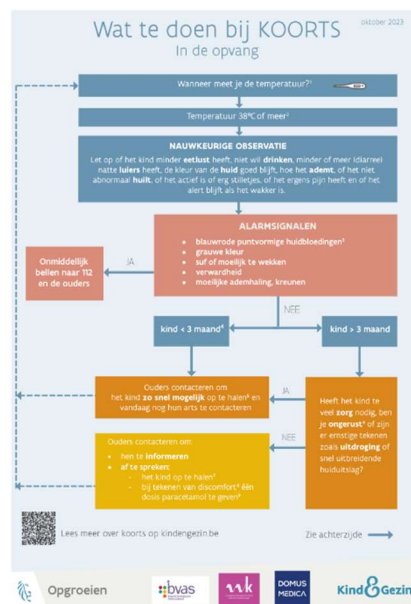 oktober 2023
Wat te doen bij KOORTS
In de opvang
Wanneer meet je de temperatuur?¹
Temperatuur 38°C of meer²
NAUWKEURIGE OBSERVATIE
Let op of het kind minder eetlust heeft, niet wil drinken, minder of meer (diarree)
natte luiers heeft, de kleur van de huid goed blijft, hoe het ademt, of het niet
abnormaal huilt, of het actief is of erg stilletjes, of het ergens pijn heeft en of het
alert blijft als het wakker is.
ALARMSIGNALEN
• blauwrode puntvormige huidbloedingen³
• grauwe kleur
• suf of moeilijk te wekken
• verwardheid
• moeilijke ademhaling, kreunen
JA
Onmiddellijk
bellen naar 112
en de ouders
NEE
kind < 3 maand⁴
kind > 3 maand
Ouders contacteren om
het kind zo snel mogelijk op te halen⁵ en
vandaag nog hun arts te contacteren
JA
Heeft het kind te
veel zorg nodig, ben
je ongerust⁶ of zijn
er ernstige tekenen
zoals uitdroging of
snel uitbreidende
huiduitslag?
NEE
Ouders contacteren om:
• hen te informeren
• af te spreken:
- het kind op te halen⁷
- bij tekenen van discomfort⁸ één
dosis paracetamol te geven⁹
Lees meer over koorts op kindengezin.be
Zie achterzijde
Opgroeien
bvas
DOMUS
MEDICA
Kind & Gezin